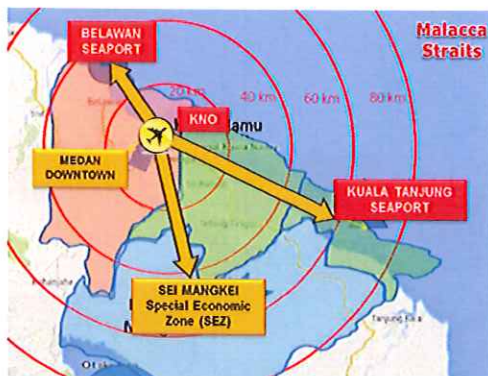 BELAWAN
SEAPORT
Malacca
Straits
20 km
40 km
60 km
80 km
KNO
MEDAN
DOWNTOWN
KUALA TANJUNG
SEAPORT
SEI MANGKEI
Special Economic
Zone (SEZ)